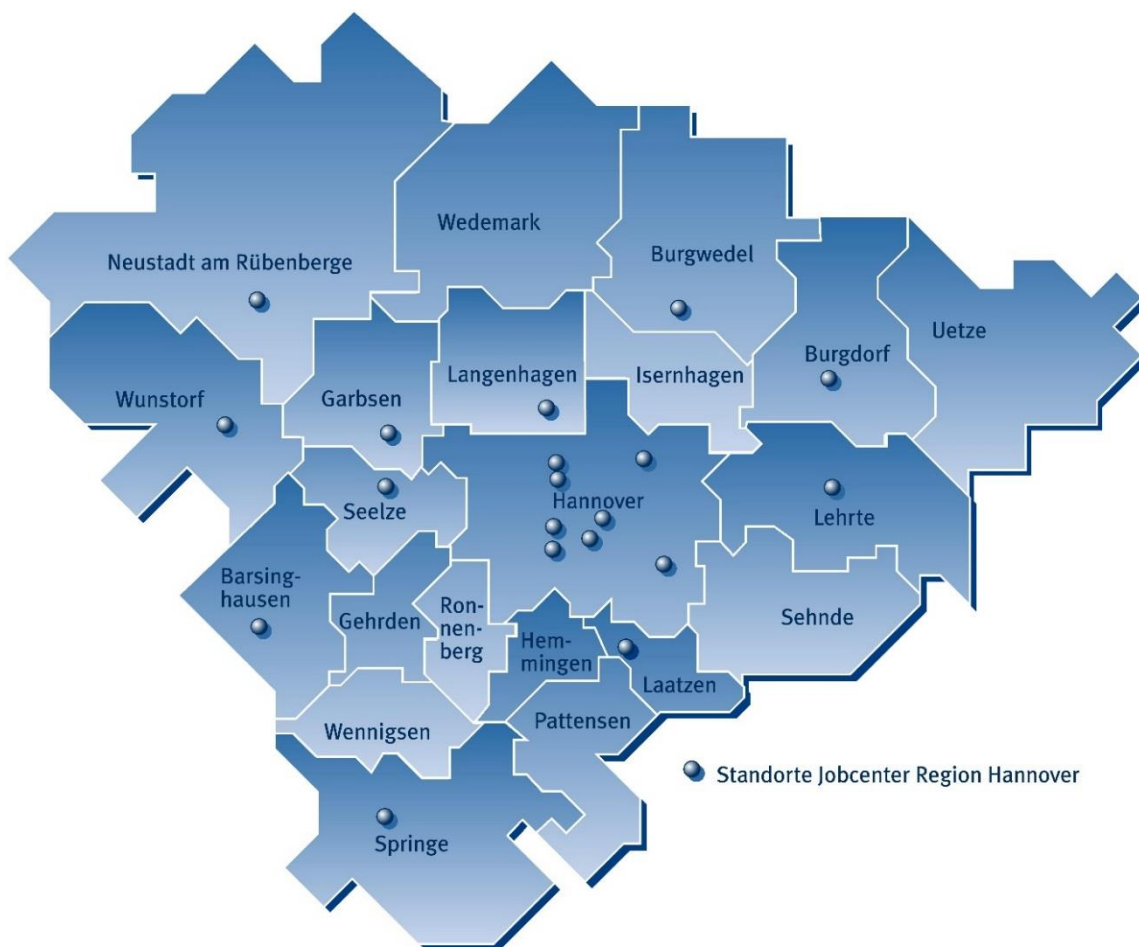 Wedemark
Neustadt am Rübenberge
Burgwedel
Uetze
Burgdorf
Langenhagen
Isernhagen
Garbsen
Wunstorf
Hannover
Seelze
Lehrte
Barsing-
hausen
Gehrden
Ron-
nen-
berg
Sehnde
Hem-
mingen
Laatzen
Pattensen
Wennigsen
Standorte Jobcenter Region Hannover
Springe